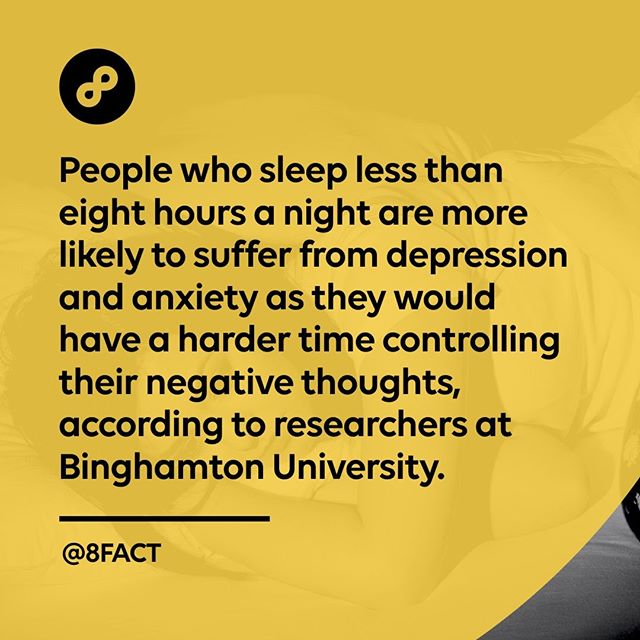 People who sleep less than
eight hours a night are more
likely to suffer from depression
and anxiety as they would
have a harder time controlling
their negative thoughts,
according to researchers at
Binghamton University.
@8FACT